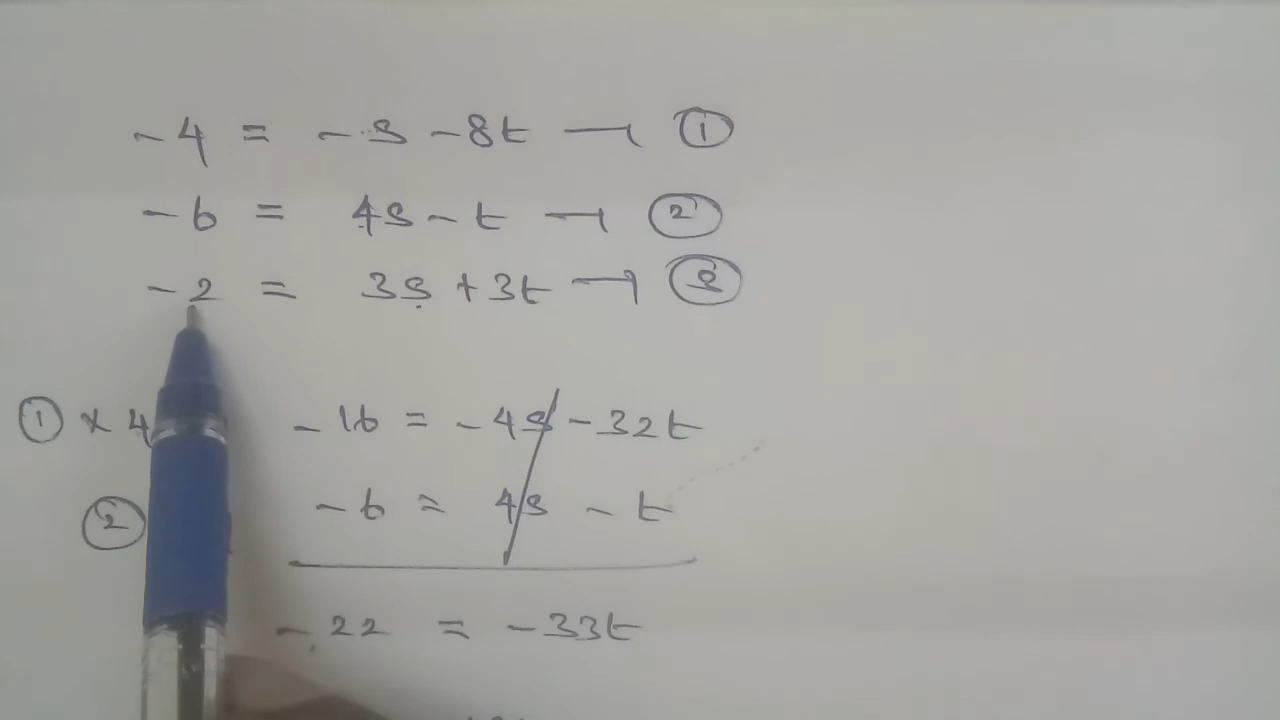 -4 = -s -8t → ①
-6 = 4s - t → ②
-2 = 3s +3t → ③
① × 4 -16 = -4s -32t
② -6 = 4s - t
-22 = -33t